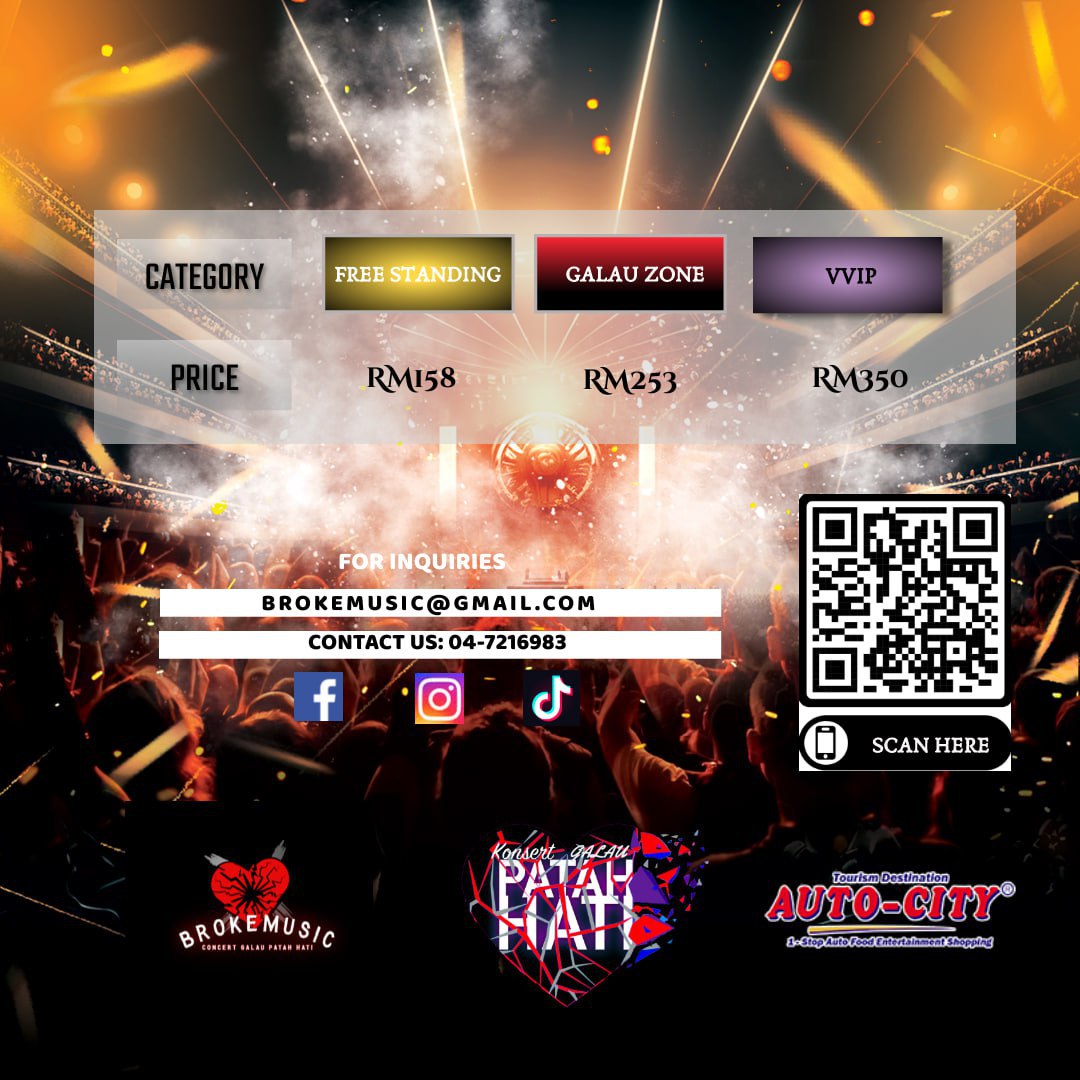 CATEGORY FREE STANDING GALAU ZONE VVIP
PRICE RM158 RM253 RM350
FOR INQUIRIES
BROKEMUSIC@GMAIL.COM
CONTACT US: 04-7216983
SCAN HERE
BROKEMUSIC
CONCERT GALAU PATAH HATI
Konsert GALAU
PATAH
HATI
Tourism Destination
AUTO-CITY®
1-Stop Auto Food Entertainment Shopping